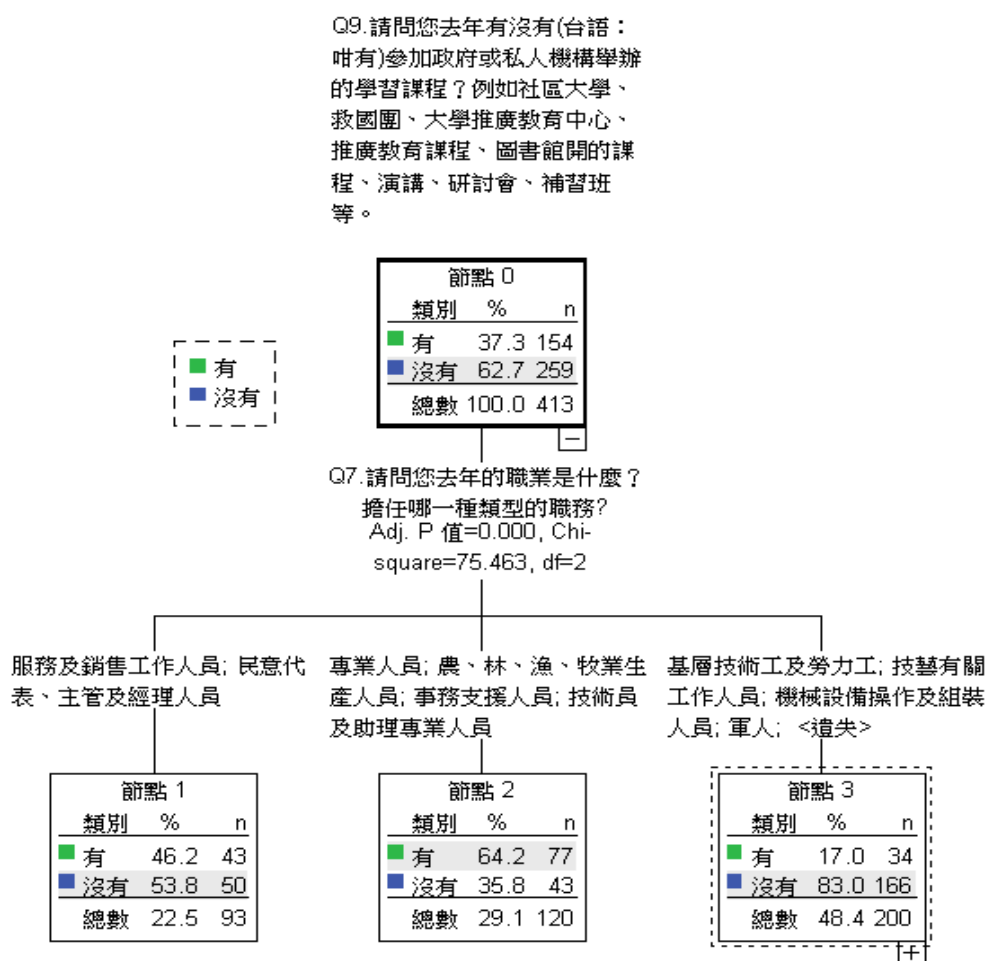 Q9.請問您去年有沒有(台語：
咁有)參加政府或私人機構舉辦
的學習課程？例如社區大學、
救國團、大學推廣教育中心、
推廣教育課程、圖書館開的課
程、演講、研討會、補習班
等。
節點 0
類別 % n
有 37.3 154
沒有 62.7 259
總數 100.0 413
有
沒有
Q7.請問您去年的職業是什麼？
擔任哪一種類型的職務?
Adj. P 值=0.000, Chi-
square=75.463, df=2
服務及銷售工作人員; 民意代
表、主管及經理人員
專業人員; 農、林、漁、牧業生
產人員; 事務支援人員; 技術員
及助理專業人員
基層技術工及勞力工; 技藝有關
工作人員; 機械設備操作及組裝
人員; 軍人; <遺失>
節點 1
類別 % n
有 46.2 43
沒有 53.8 50
總數 22.5 93
節點 2
類別 % n
有 64.2 77
沒有 35.8 43
總數 29.1 120
節點 3
類別 % n
有 17.0 34
沒有 83.0 166
總數 48.4 200